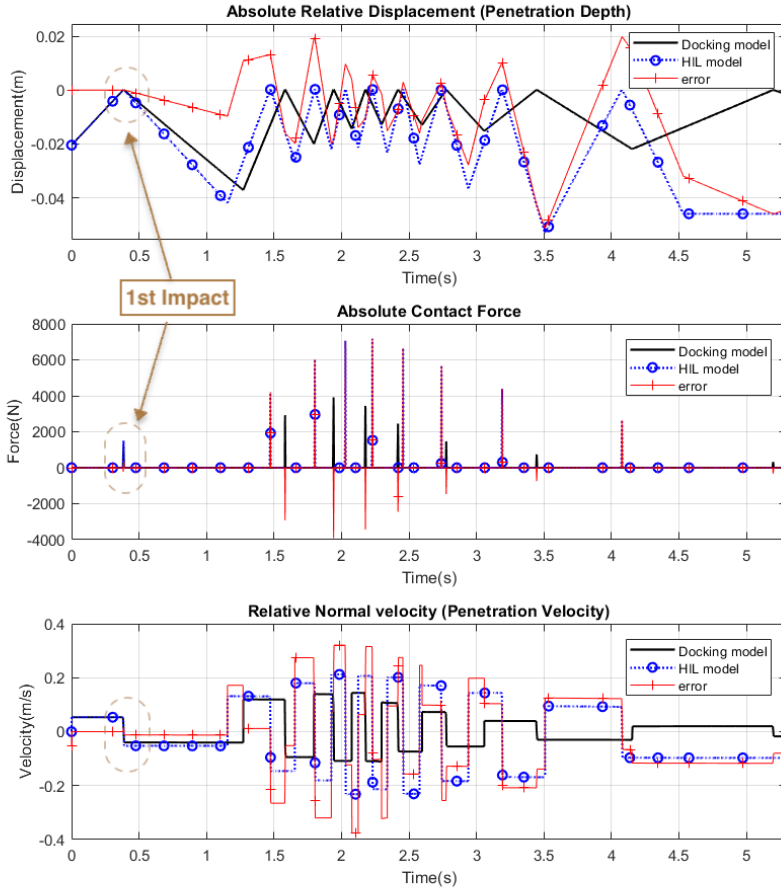 Absolute Relative Displacement (Penetration Depth)
0.02
0
-0.02
-0.04
Displacement(m)
Docking model
HIL model
error
0 0.5 1 1.5 2 2.5 3 3.5 4 4.5 5
Time(s)
1st Impact
Absolute Contact Force
8000
6000
4000
2000
0
-2000
-4000
Force(N)
Docking model
HIL model
error
0 0.5 1 1.5 2 2.5 3 3.5 4 4.5 5
Time(s)
Relative Normal velocity (Penetration Velocity)
0.4
0.2
0
-0.2
-0.4
Velocity(m/s)
Docking model
HIL model
error
0 0.5 1 1.5 2 2.5 3 3.5 4 4.5 5
Time(s)